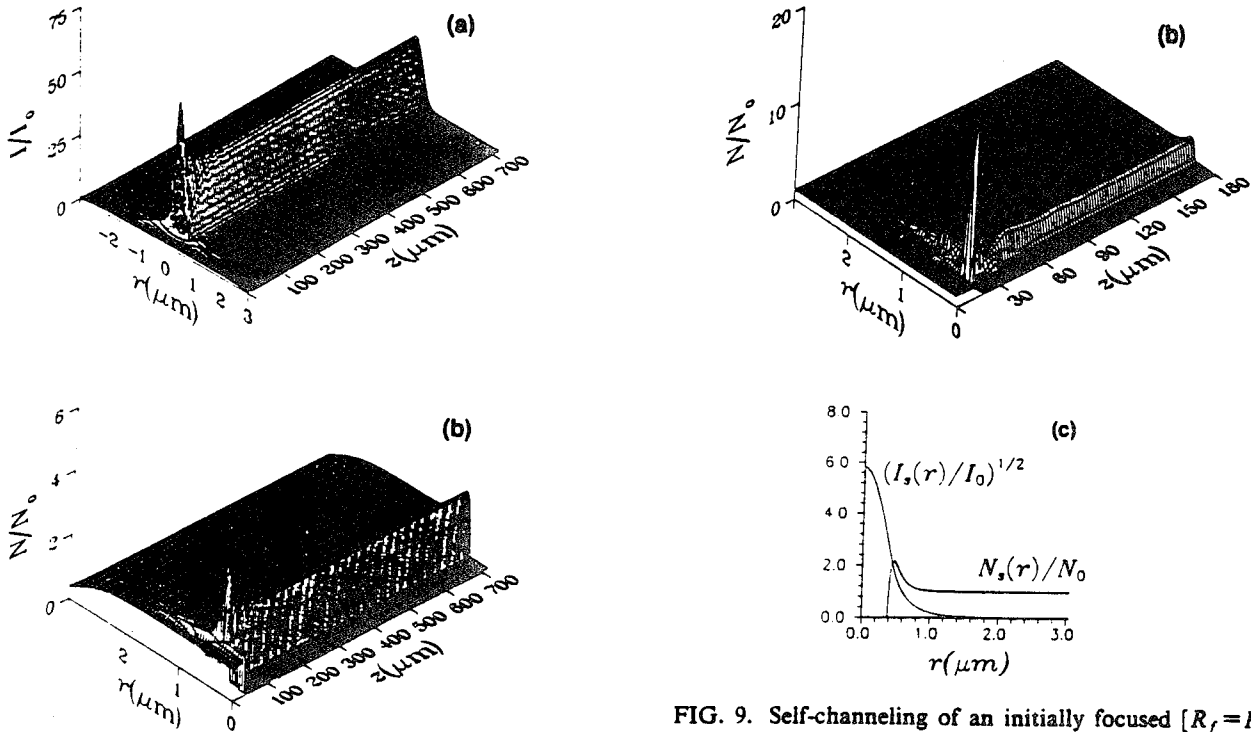 (a)
75
50
25
0
I/I₀
-2
-1
0
1
2
3
r(μm)
100
200
300
400
500
600
700
z(μm)
(b)
6
4
2
0
N/N₀
2
1
0
r(μm)
100
200
300
400
500
600
700
z(μm)
(b)
20
10
0
N/N₀
2
1
0
r(μm)
30
60
90
120
150
180
z(μm)
(c)
8.0
6.0
4.0
2.0
0.0
(I_s(r)/I_0)^{1/2}
N_s(r)/N_0
0.0 1.0 2.0 3.0
r(μm)
FIG. 9. Self-channeling of an initially focused [R_f=